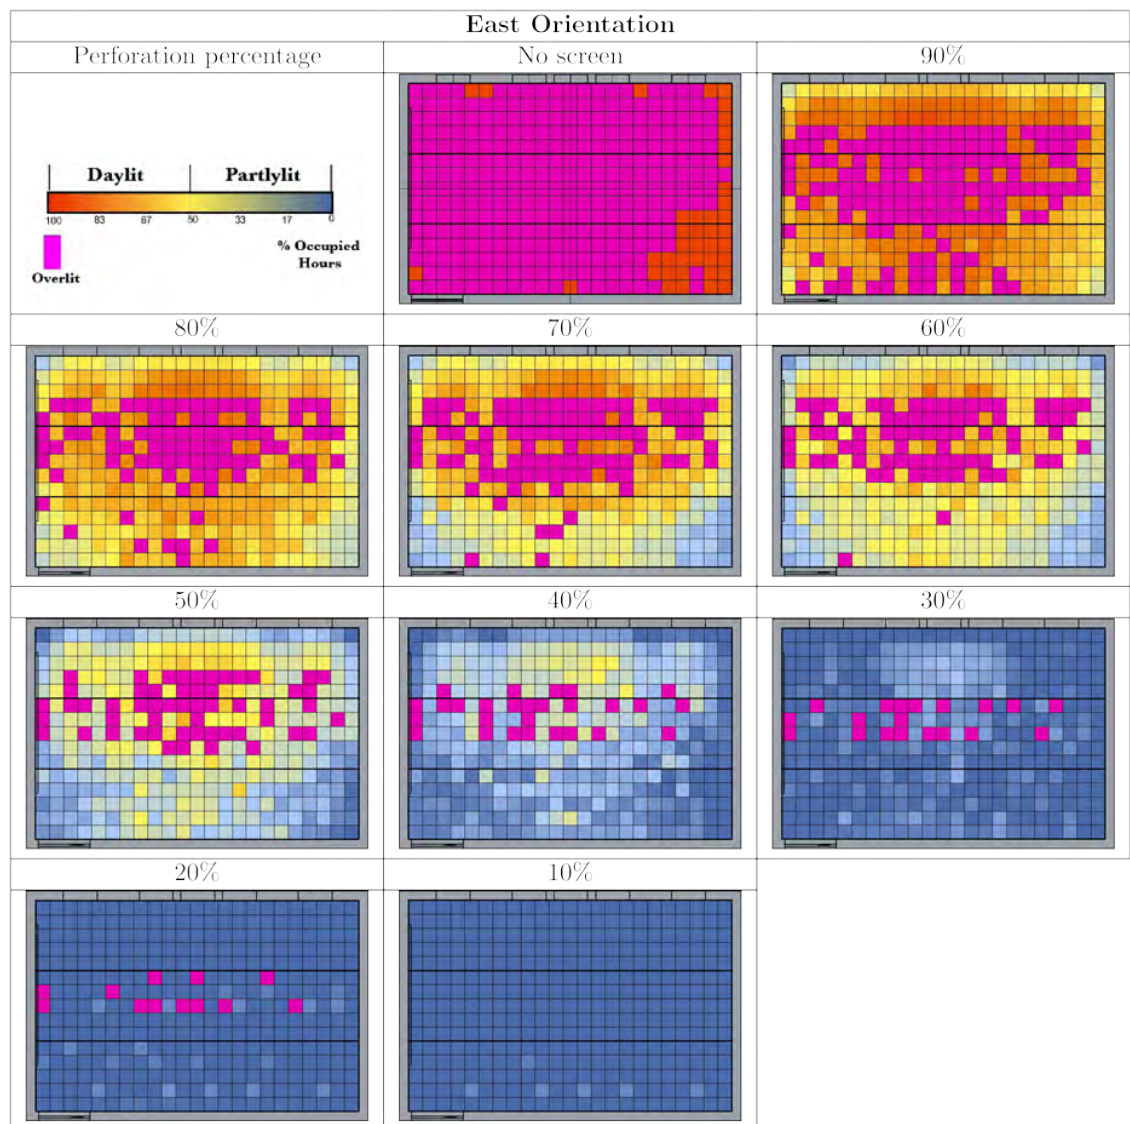 East Orientation
Perforation percentage No screen 90%
Daylit Partlylit
100 83 67 50 33 17 0
% Occupied
Hours
Overlit
80% 70% 60%
50% 40% 30%
20% 10%